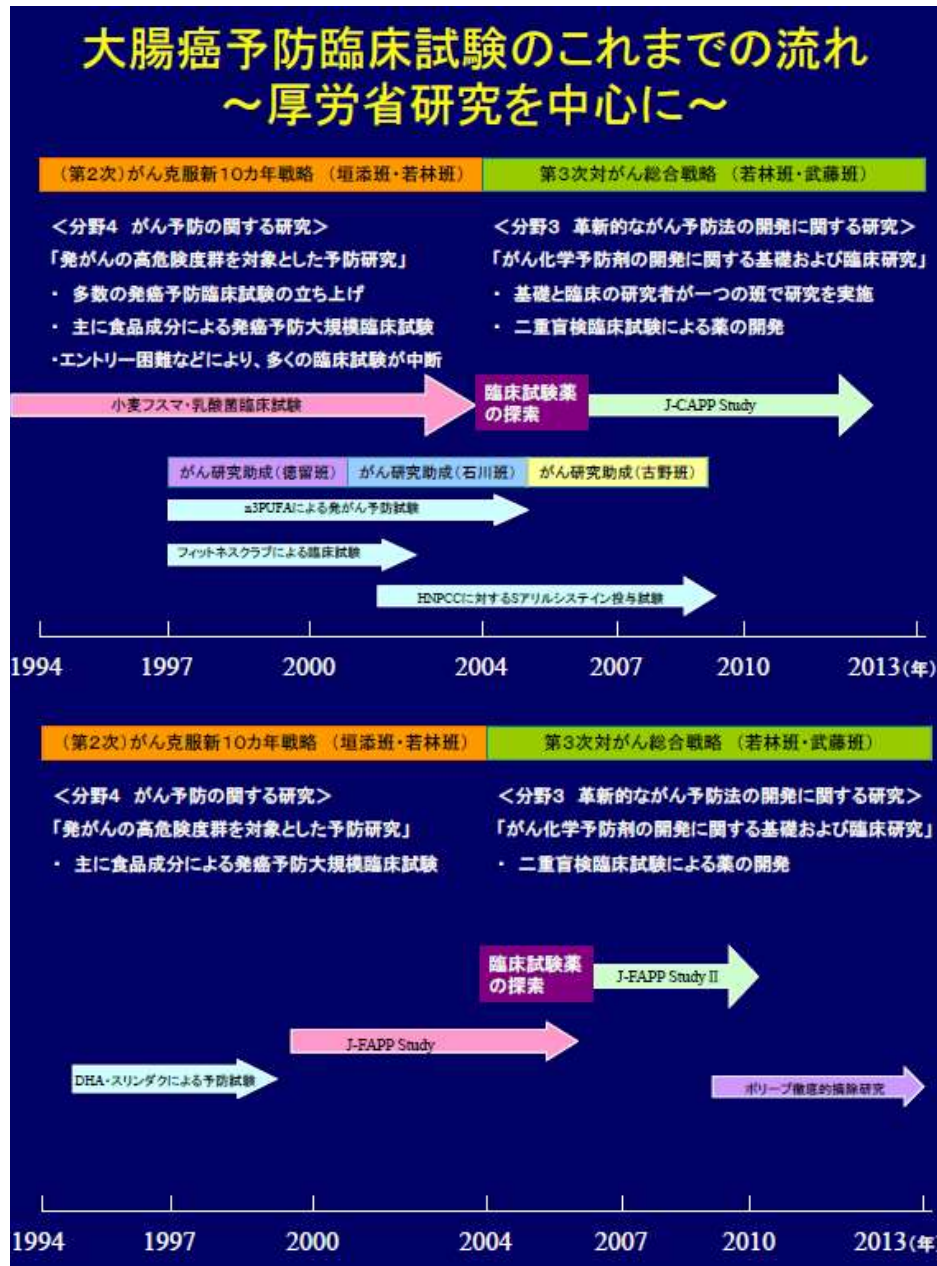 大腸癌予防臨床試験のこれまでの流れ
～厚労省研究を中心に～
(第2次)がん克服新10カ年戦略 (垣添班・若林班)
第3次対がん総合戦略 (若林班・武藤班)
＜分野4 がん予防の関する研究＞
「発がんの高危険度群を対象とした予防研究」
・ 多数の発癌予防臨床試験の立ち上げ
・ 主に食品成分による発癌予防大規模臨床試験
・エントリー困難などにより、多くの臨床試験が中断
＜分野3 革新的ながん予防法の開発に関する研究＞
「がん化学予防剤の開発に関する基礎および臨床研究」
・ 基礎と臨床の研究者が一つの班で研究を実施
・ 二重盲検臨床試験による薬の開発
小麦フスマ・乳酸菌臨床試験
臨床試験薬
の探索
J-CAPP Study
がん研究助成(徳留班)
がん研究助成(石川班)
がん研究助成(古野班)
n3PUFAによる発がん予防試験
フィットネスクラブによる臨床試験
HNPCCに対するSアリルシステイン投与試験
1994
1997
2000
2004
2007
2010
2013(年)
(第2次)がん克服新10カ年戦略 (垣添班・若林班)
第3次対がん総合戦略 (若林班・武藤班)
＜分野4 がん予防の関する研究＞
「発がんの高危険度群を対象とした予防研究」
・ 主に食品成分による発癌予防大規模臨床試験
＜分野3 革新的ながん予防法の開発に関する研究＞
「がん化学予防剤の開発に関する基礎および臨床研究」
・ 二重盲検臨床試験による薬の開発
臨床試験薬
の探索
J-FAPP Study II
J-FAPP Study
DHA・スリンダクによる予防試験
ポリープ徹底的摘除研究
1994
1997
2000
2004
2007
2010
2013(年